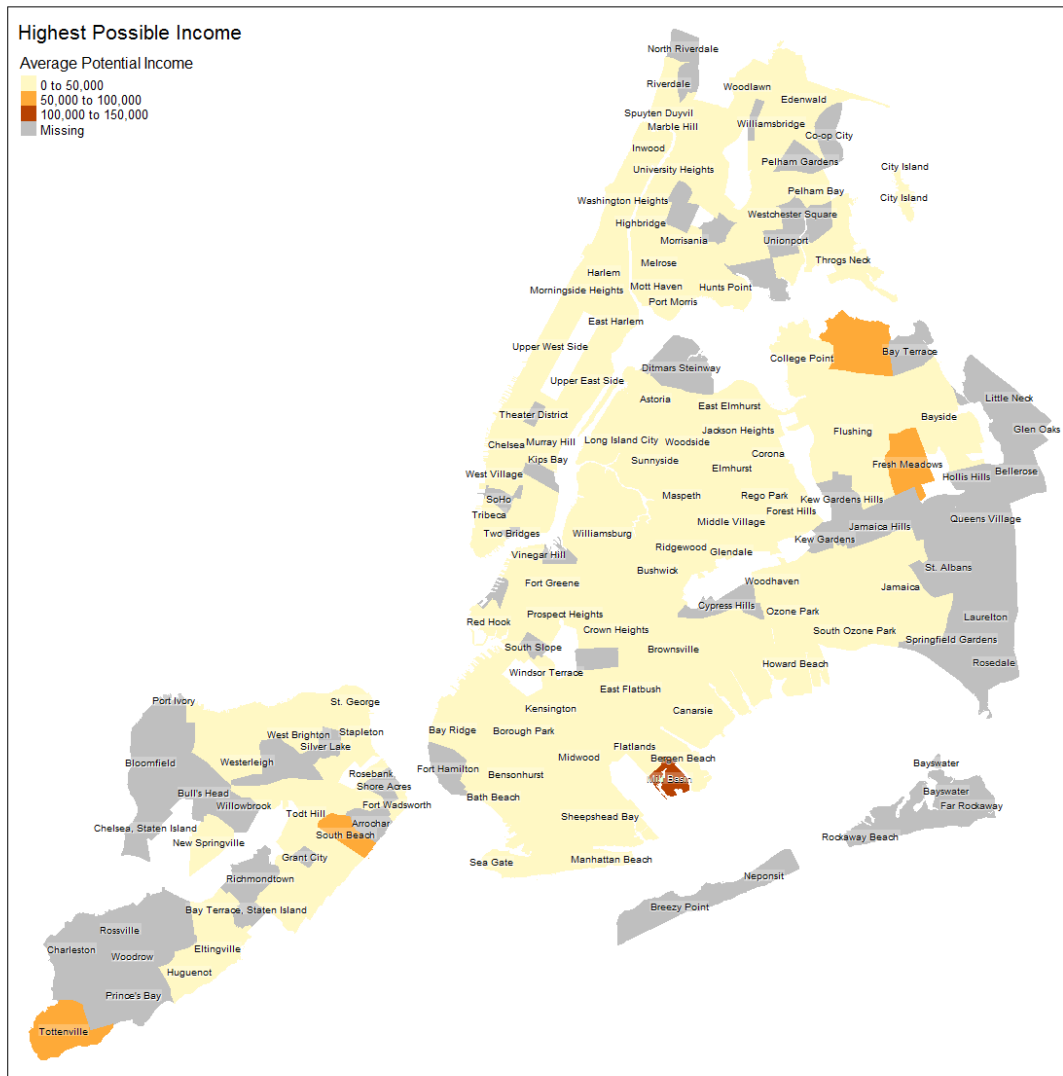 Highest Possible Income
Average Potential Income
0 to 50,000
50,000 to 100,000
100,000 to 150,000
Missing
North Riverdale
Riverdale
Woodlawn
Edenwald
Spuyten Duyvil
Marble Hill
Williamsbridge
Co-op City
Inwood
Pelham Gardens
University Heights
City Island
Pelham Bay
Washington Heights
City Island
Highbridge
Westchester Square
Morrisania
Unionport
Melrose
Throgs Neck
Harlem
Mott Haven
Hunts Point
Morningside Heights
Port Morris
East Harlem
Upper West Side
College Point
Bay Terrace
Ditmars Steinway
Upper East Side
Astoria
East Elmhurst
Little Neck
Theater District
Bayside
Glen Oaks
Jackson Heights
Flushing
Chelsea
Murray Hill
Long Island City
Woodside
Kips Bay
Sunnyside
Corona
Elmhurst
Fresh Meadows
West Village
Hollis Hills
Bellerose
SoHo
Maspeth
Rego Park
Kew Gardens Hills
Tribeca
Forest Hills
Middle Village
Jamaica Hills
Queens Village
Two Bridges
Williamsburg
Kew Gardens
Vinegar Hill
Ridgewood
Glendale
Bushwick
St. Albans
Fort Greene
Woodhaven
Jamaica
Cypress Hills
Red Hook
Prospect Heights
Ozone Park
Laurelton
Crown Heights
South Ozone Park
Springfield Gardens
South Slope
Brownsville
Rosedale
Windsor Terrace
Howard Beach
East Flatbush
Port Ivory
St. George
Kensington
Canarsie
West Brighton
Stapleton
Bay Ridge
Borough Park
Silver Lake
Flatlands
Westerleigh
Midwood
Bergen Beach
Bloomfield
Rosebank
Fort Hamilton
Bensonhurst
Bayswater
Shore Acres
Bull's Head
Bath Beach
Bayswater
Willowbrook
Fort Wadsworth
Far Rockaway
Todt Hill
Arrochar
Sheepshead Bay
Chelsea, Staten Island
South Beach
Rockaway Beach
New Springville
Grant City
Sea Gate
Manhattan Beach
Richmondtown
Neponsit
Bay Terrace, Staten Island
Breezy Point
Rossville
Charleston
Woodrow
Eltingville
Huguenot
Prince's Bay
Tottenville